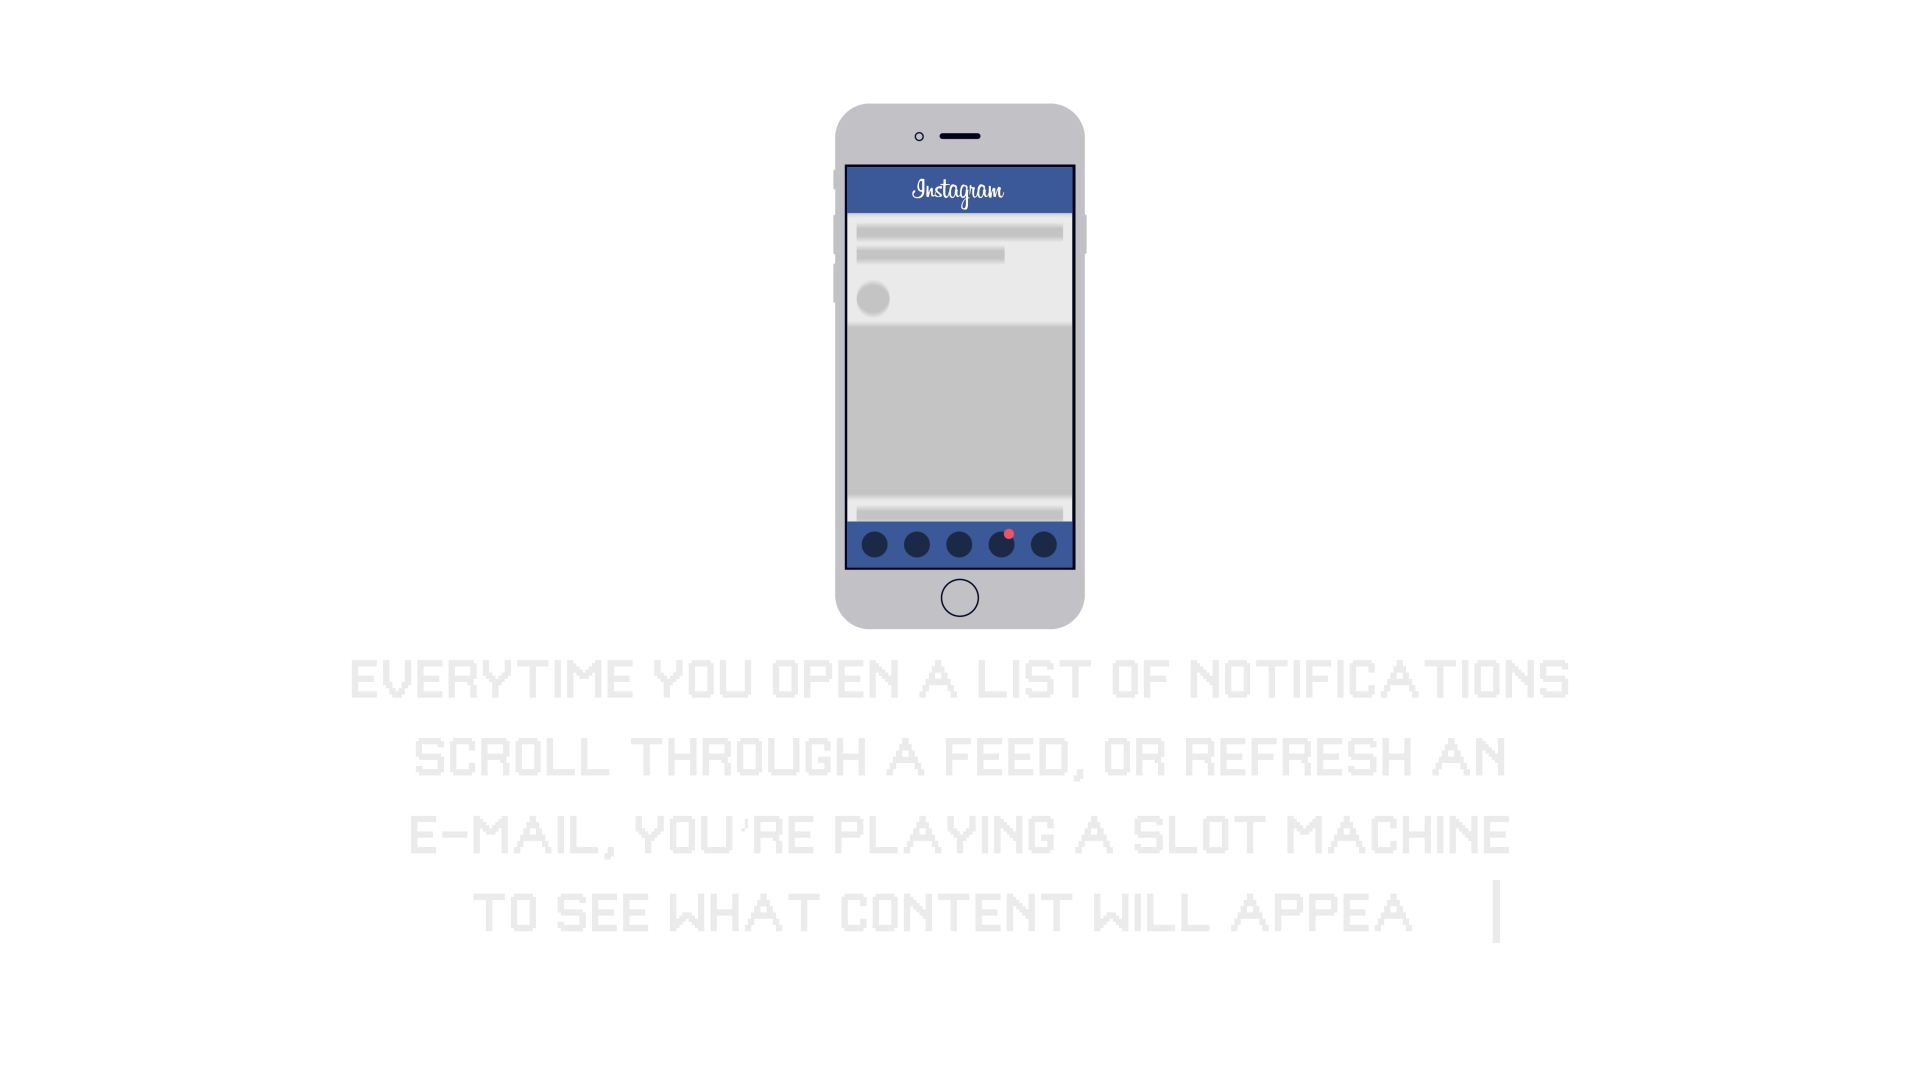 Instagram
EVERYTIME YOU OPEN A LIST OF NOTIFICATIONS
SCROLL THROUGH A FEED, OR REFRESH AN
E-MAIL, YOU'RE PLAYING A SLOT MACHINE
TO SEE WHAT CONTENT WILL APPEA